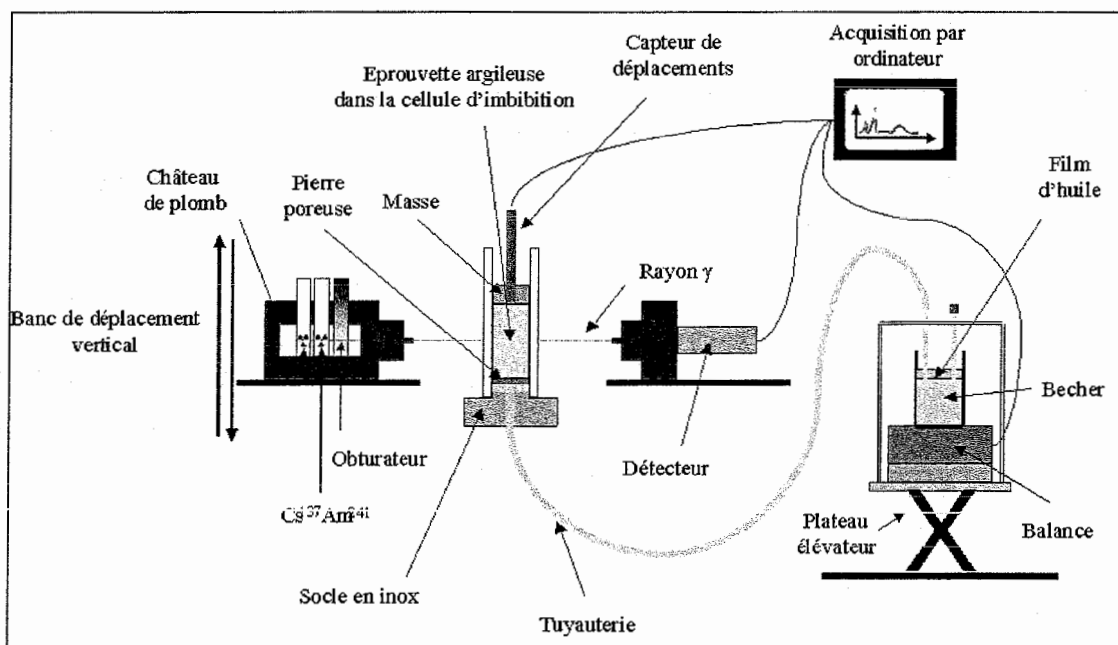 Capteur de
déplacements
Acquisition par
ordinateur
Eprouvette argileuse
dans la cellule d'imbibition
Film
d'huile
Château
de plomb
Pierre
poreuse
Masse
Rayon γ
Banc de déplacement
vertical
Becher
Obturateur
Détecteur
Plateau
élévateur
Balance
Socle en inox
Tuyauterie